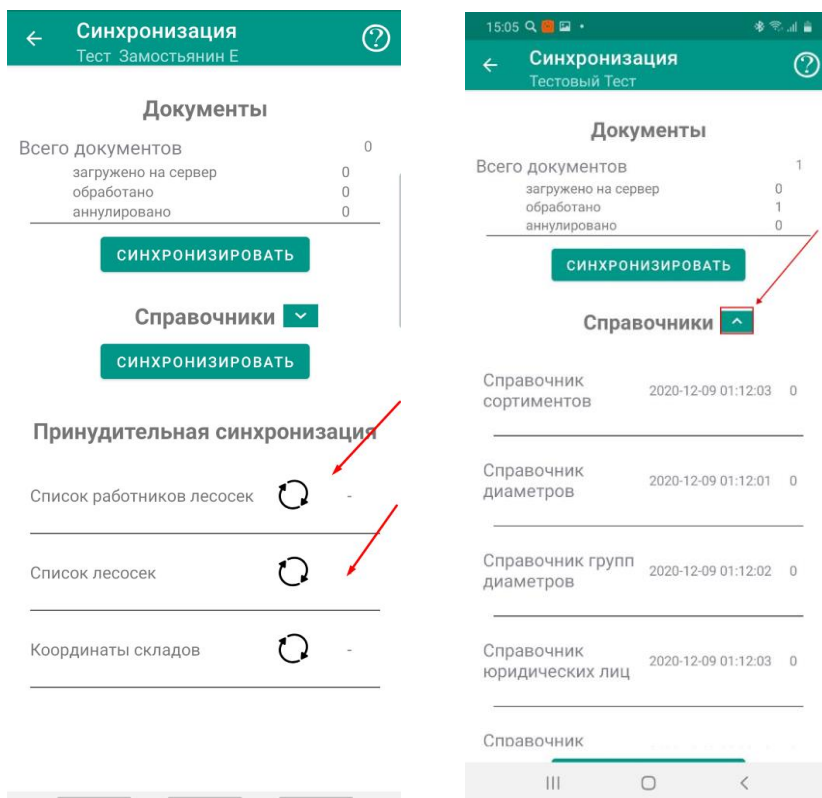 Синхронизация
Тест Замостьянин Е
Документы
Всего документов 0
загружено на сервер 0
обработано 0
аннулировано 0
СИНХРОНИЗИРОВАТЬ
Справочники
СИНХРОНИЗИРОВАТЬ
Принудительная синхронизация
Список работников лесосек -
Список лесосек
Координаты складов -
15:05
Синхронизация
Тестовый Тест
Документы
Всего документов 1
загружено на сервер 0
обработано 1
аннулировано 0
СИНХРОНИЗИРОВАТЬ
Справочники
Справочник
сортиментов 2020-12-09 01:12:03 0
Справочник
диаметров 2020-12-09 01:12:01 0
Справочник групп
диаметров 2020-12-09 01:12:02 0
Справочник
юридических лиц 2020-12-09 01:12:03 0
Справочник